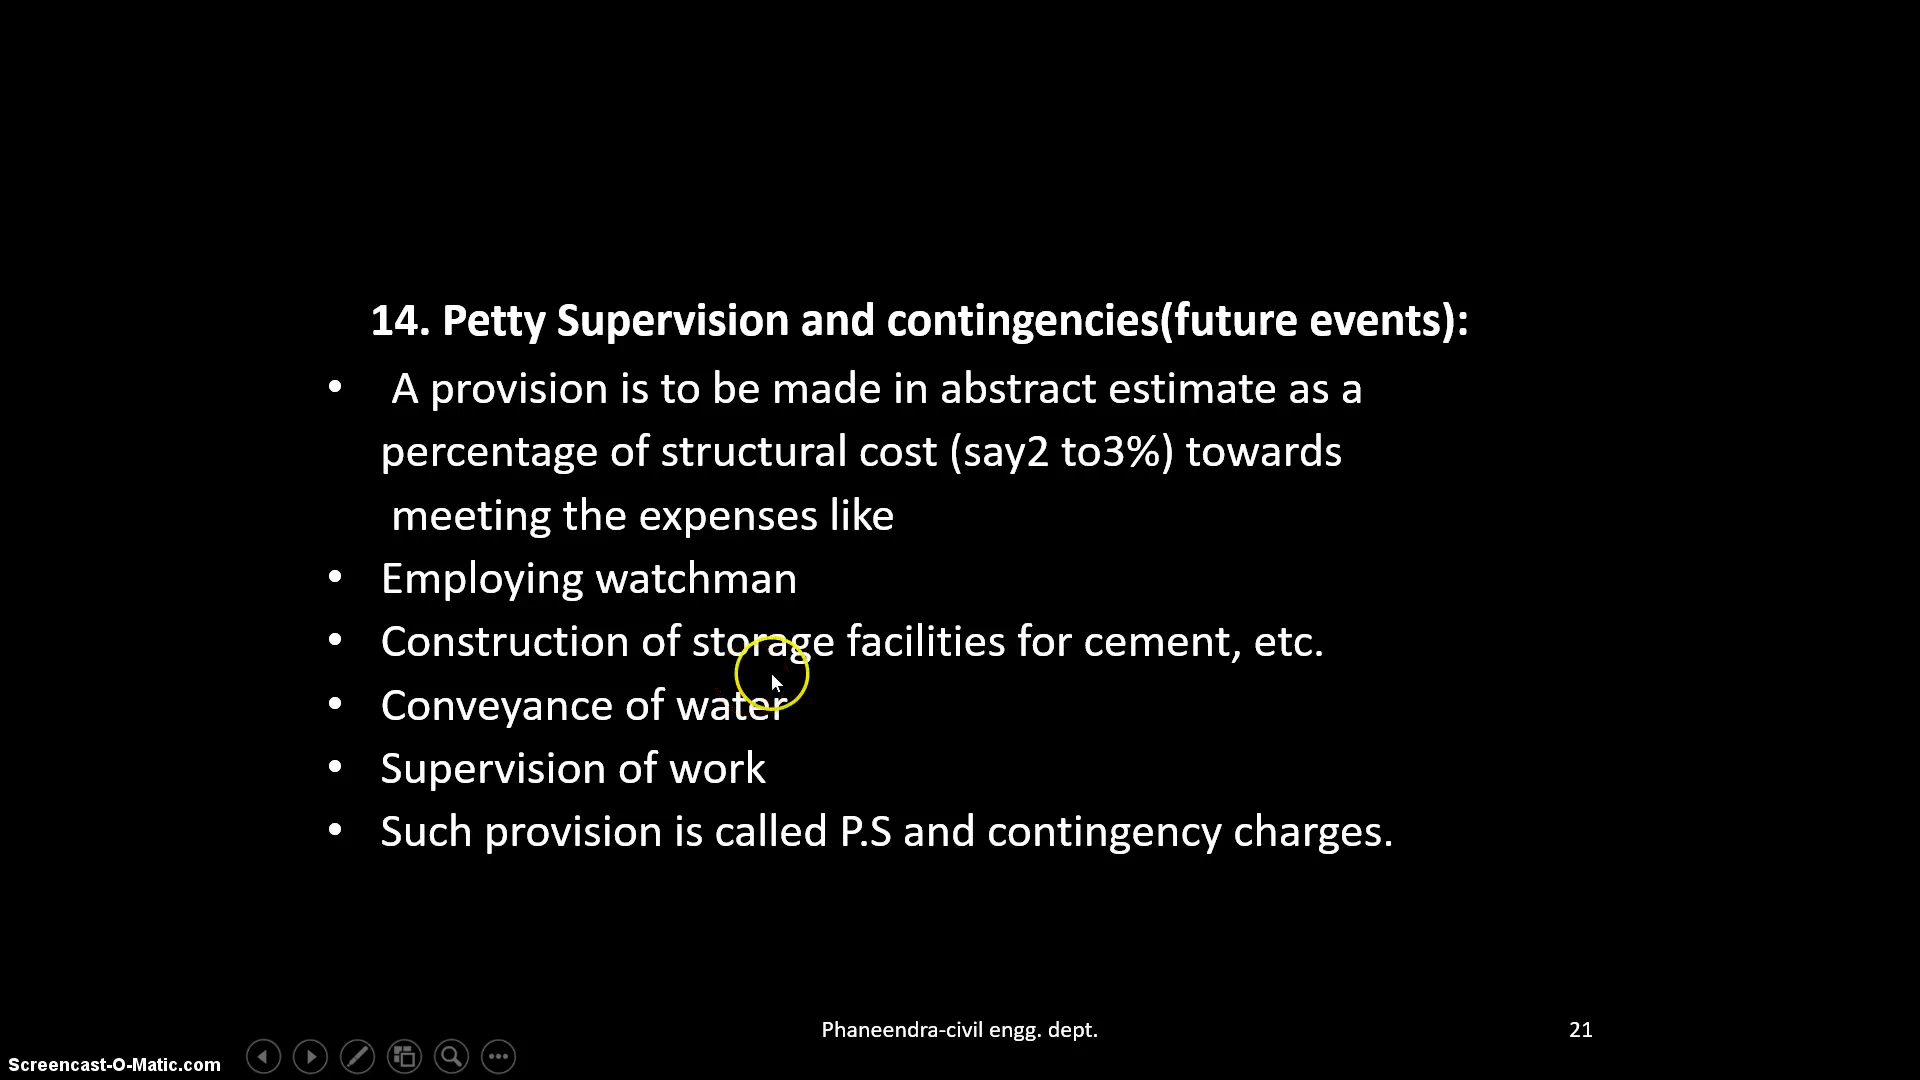 14. Petty Supervision and contingencies(future events):
• A provision is to be made in abstract estimate as a
percentage of structural cost (say2 to3%) towards
meeting the expenses like
• Employing watchman
• Construction of storage facilities for cement, etc.
• Conveyance of water
• Supervision of work
• Such provision is called P.S and contingency charges.
Phaneendra-civil engg. dept.
21
Screencast-O-Matic.com